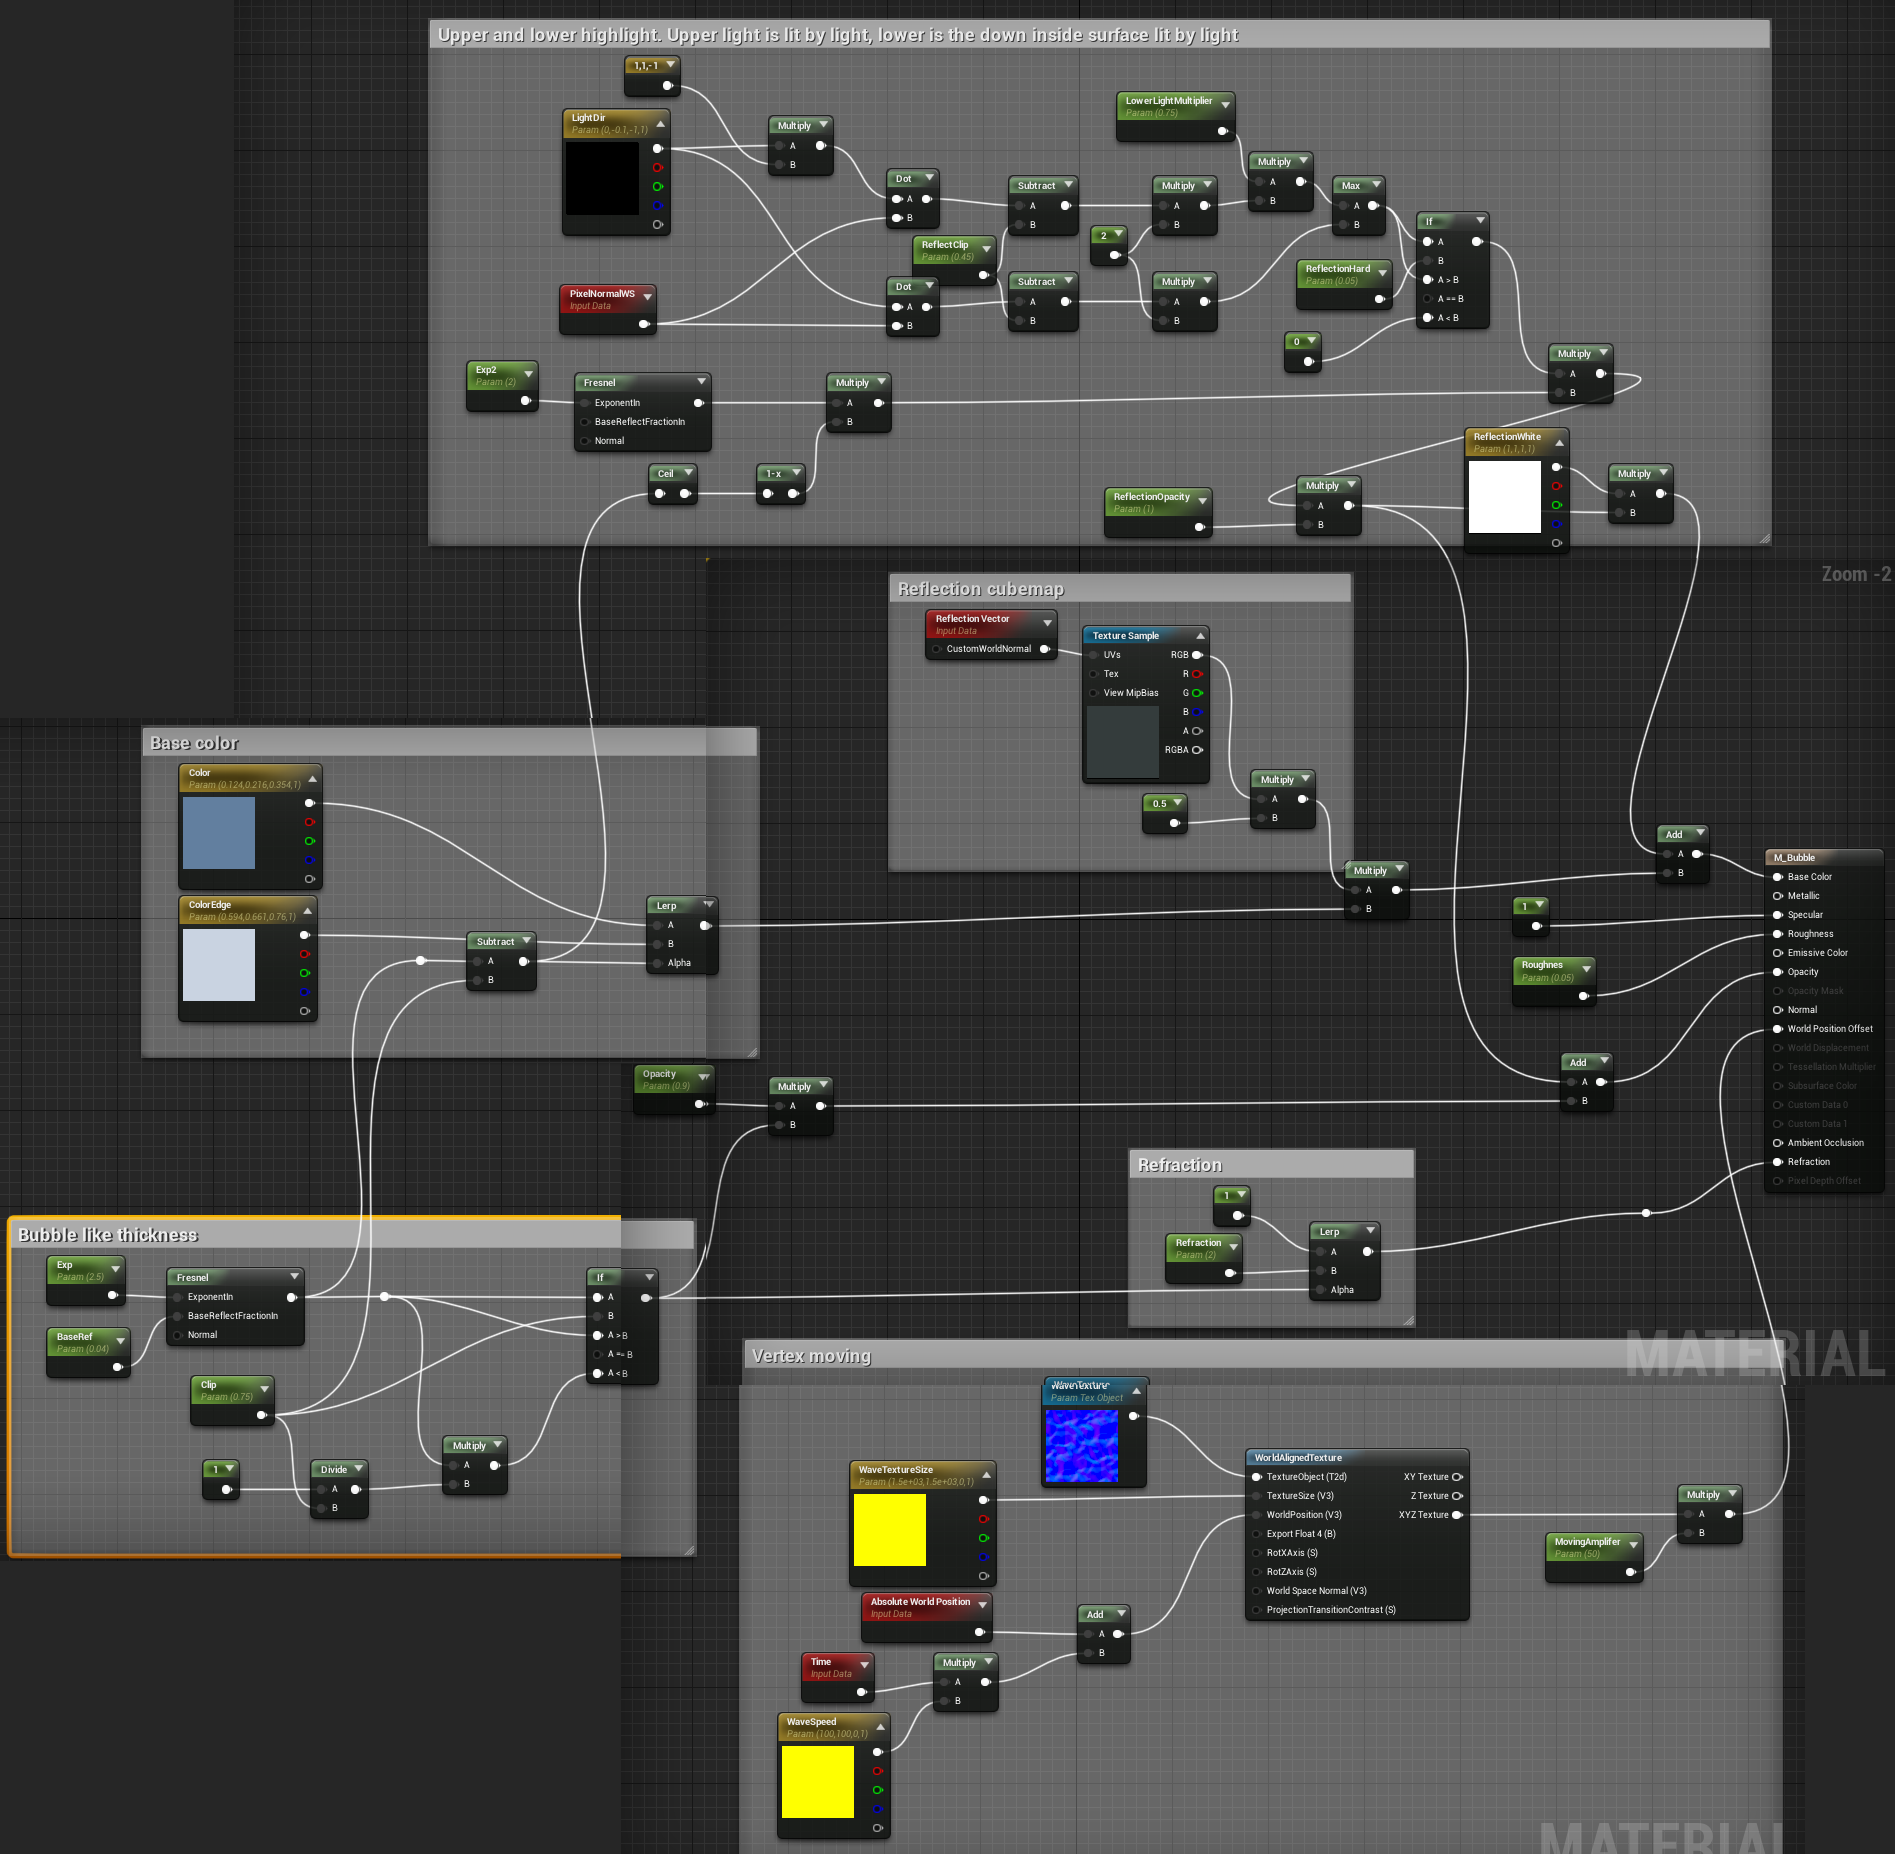 Upper and lower highlight. Upper light is lit by light, lower is the down inside surface lit by light
1,1,-1
LightDir
Param (0,-0.1,-1,1)
Multiply
A
B
LowerLightMultiplier
Param (0.75)
Multiply
A
B
Dot
A
B
Subtract
A
B
Multiply
A
B
Max
A
B
If
A
B
A > B
A == B
A < B
ReflectClip
Param (0.45)
2
ReflectionHard
Param (0.05)
PixelNormalWS
Input Data
Dot
A
B
Subtract
A
B
Multiply
A
B
0
Multiply
A
B
Exp2
Param (2)
Fresnel
ExponentIn
BaseReflectFractionIn
Normal
Multiply
A
B
Ceil
1-x
ReflectionWhite
Param (1,1,1,1)
ReflectionOpacity
Param (1)
Multiply
A
B
Multiply
A
B
Zoom -2
Reflection cubemap
Reflection Vector
Input Data
CustomWorldNormal
Texture Sample
UVs
RGB
Tex
R
View MipBias
G
B
A
RGBA
0.5
Multiply
A
B
Multiply
A
B
Base color
Color
Param (0.124,0.216,0.354,1)
ColorEdge
Param (0.594,0.661,0.76,1)
Subtract
A
B
Lerp
A
B
Alpha
Add
A
B
1
Roughnes
Param (0.05)
M_Bubble
Base Color
Metallic
Specular
Roughness
Emissive Color
Opacity
Opacity Mask
Normal
World Position Offset
World Displacement
Tessellation Multiplier
Subsurface Color
Custom Data 0
Custom Data 1
Ambient Occlusion
Refraction
Pixel Depth Offset
Opacity
Param (0.9)
Multiply
A
B
Add
A
B
Refraction
1
Refraction
Param (2)
Lerp
A
B
Alpha
Bubble like thickness
Exp
Param (2.5)
Fresnel
ExponentIn
BaseReflectFractionIn
Normal
BaseRef
Param (0.04)
If
A
B
A > B
A == B
A < B
Clip
Param (0.75)
1
Divide
A
B
Multiply
A
B
MATERIAL
Vertex moving
WaveTexture
Param Tex Object
WaveTextureSize
Param (1.5e+03,1.5e+03,0,1)
WorldAlignedTexture
TextureObject (T2d)
XY Texture
TextureSize (V3)
Z Texture
WorldPosition (V3)
XYZ Texture
Export Float 4 (B)
RotXAxis (S)
RotZAxis (S)
World Space Normal (V3)
ProjectionTransitionContrast (S)
Multiply
A
B
MovingAmplifer
Param (50)
Absolute World Position
Input Data
Add
A
B
Time
Input Data
Multiply
A
B
WaveSpeed
Param (100,100,0,1)
MATERIAL